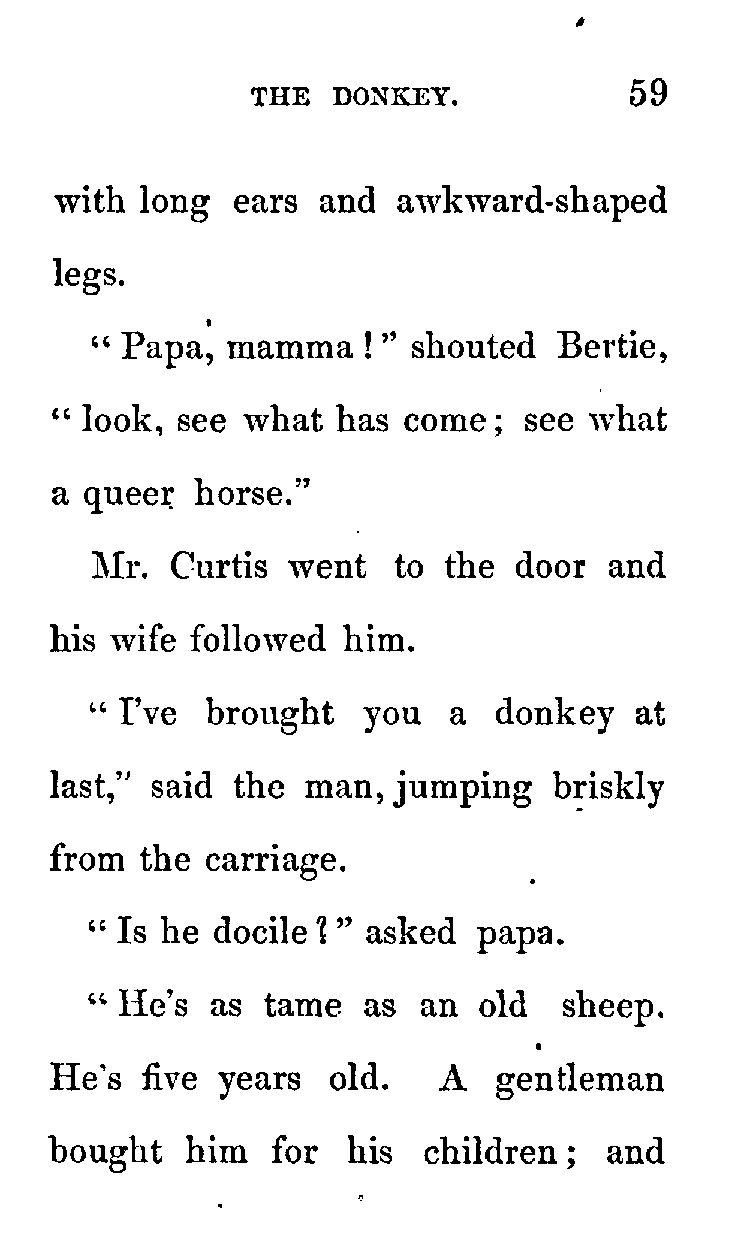 THE DONKEY. 59
with long ears and awkward-shaped
legs.
" Papa, mamma ! " shouted Bertie,
" look, see what has come ; see what
a queer horse."
Mr. Curtis went to the door and
his wife followed him.
" I've brought you a donkey at
last," said the man, jumping briskly
from the carriage.
" Is he docile ? " asked papa.
" He's as tame as an old sheep.
He's five years old. A gentleman
bought him for his children ; and